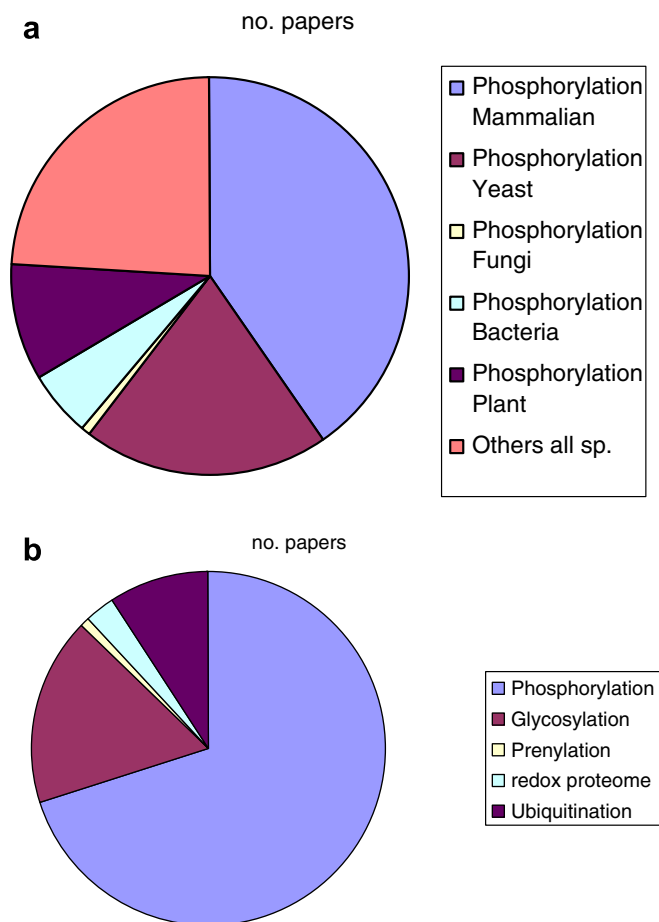 a
no. papers
Phosphorylation
Mammalian
Phosphorylation
Yeast
Phosphorylation
Fungi
Phosphorylation
Bacteria
Phosphorylation
Plant
Others all sp.
b
no. papers
Phosphorylation
Glycosylation
Prenylation
redox proteome
Ubiquitination